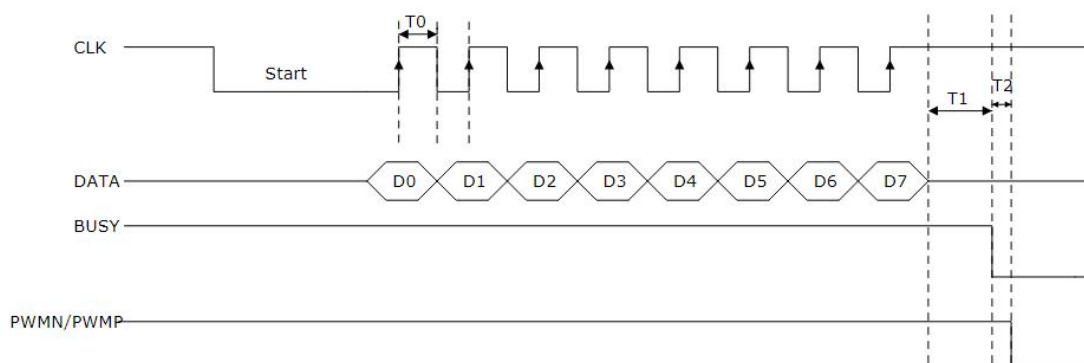 T0
CLK
Start
T2
T1
DATA D0 D1 D2 D3 D4 D5 D6 D7
BUSY
PWMN/PWMP